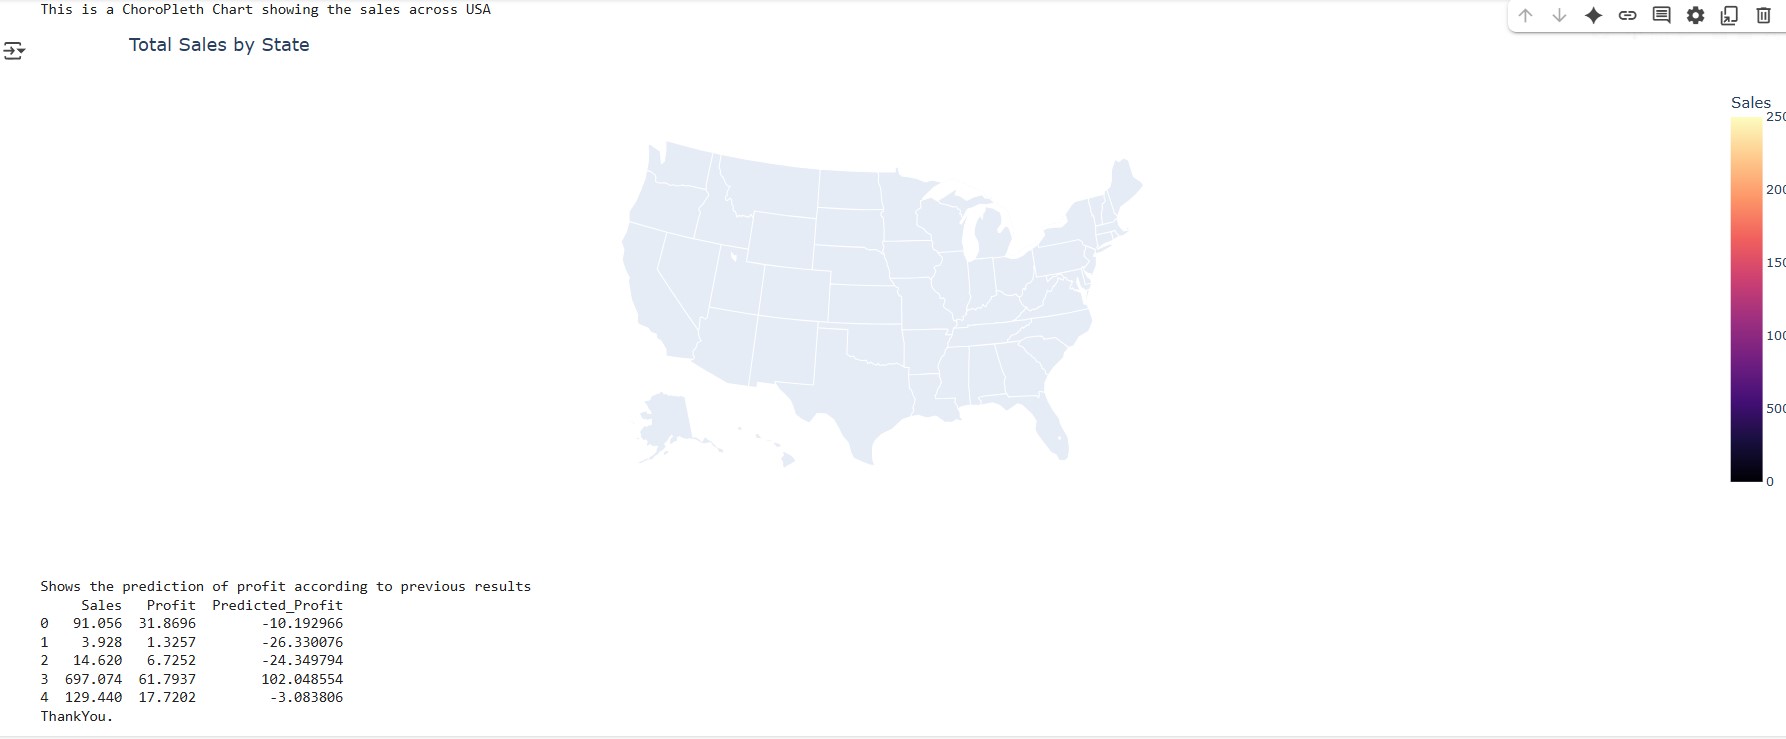 This is a ChoroPleth Chart showing the sales across USA
Total Sales by State
Sales
250
200
150
100
500
0
Shows the prediction of profit according to previous results
Sales Profit Predicted_Profit
0 91.056 31.8696 -10.192966
1 3.928 1.3257 -26.330076
2 14.620 6.7252 -24.349794
3 697.074 61.7937 102.048554
4 129.440 17.7202 -3.083806
ThankYou.